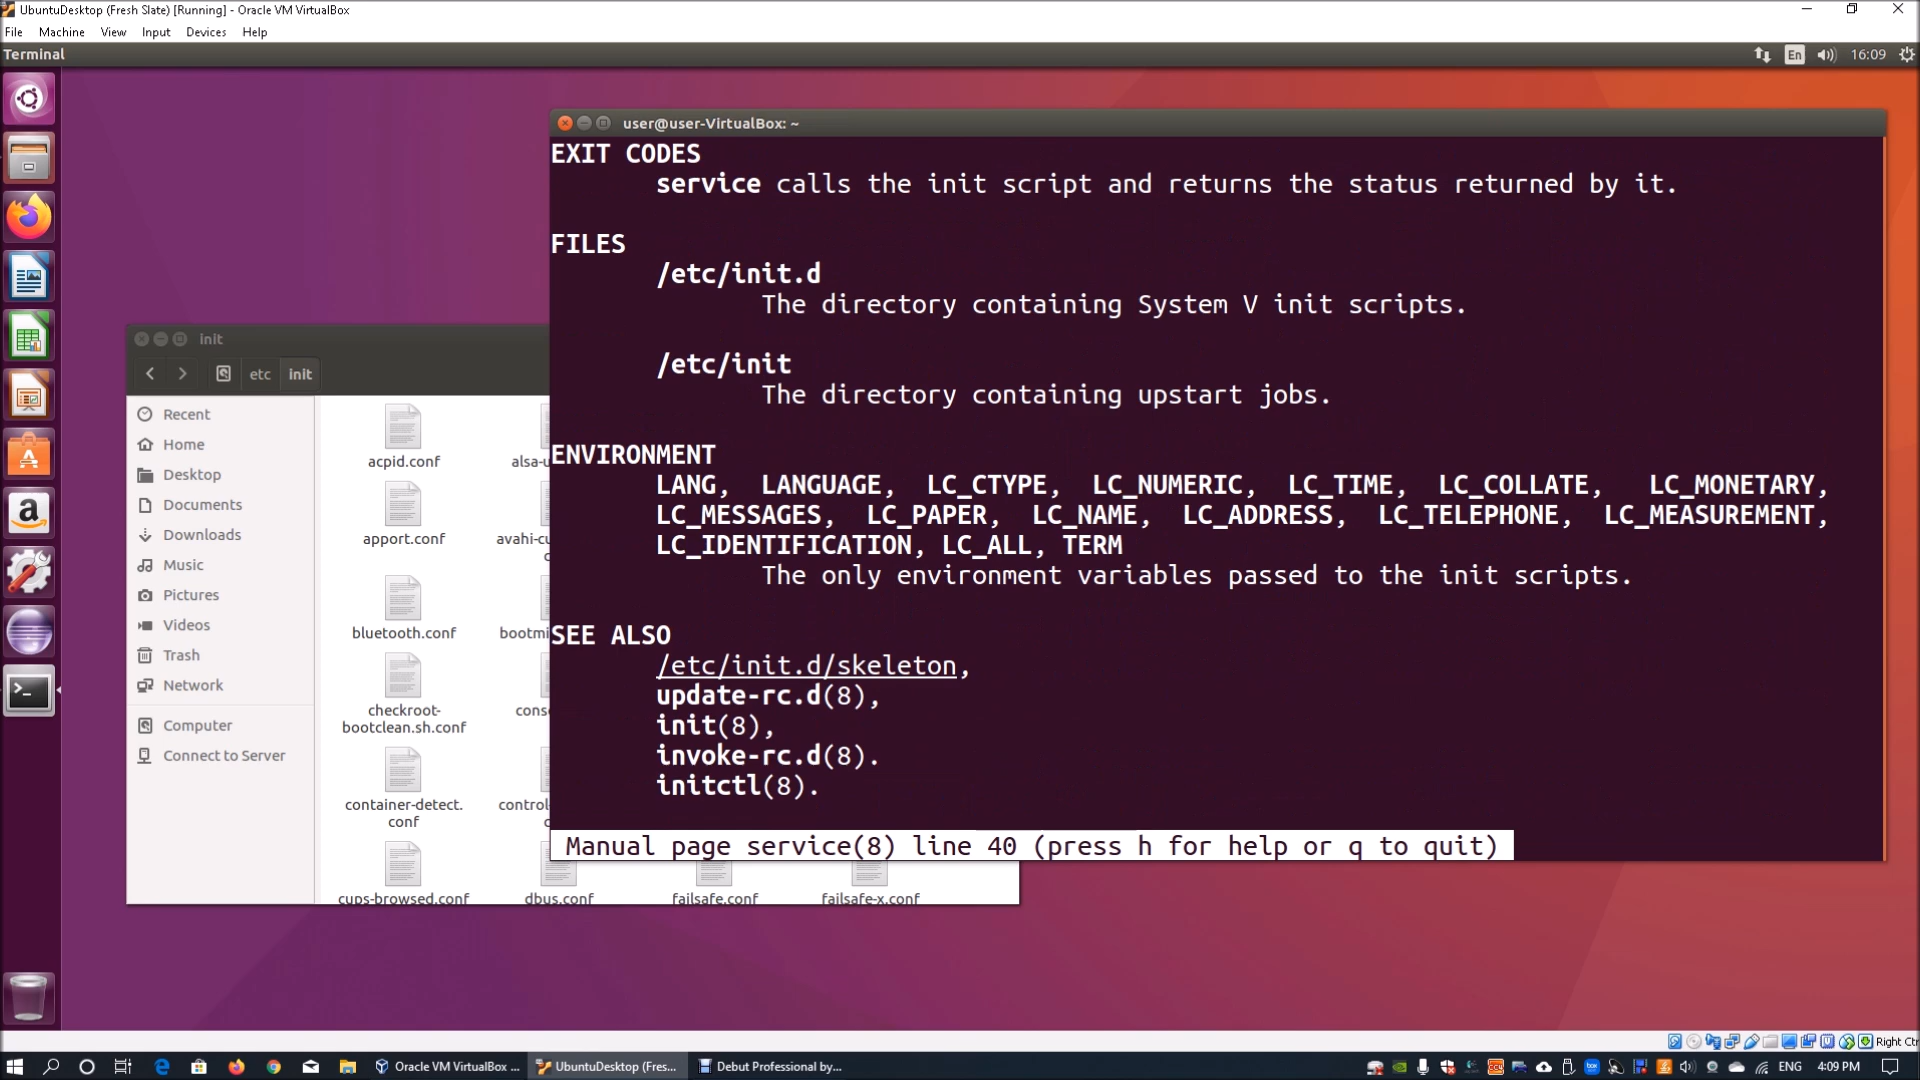 UbuntuDesktop (Fresh Slate) [Running] - Oracle VM VirtualBox
File Machine View Input Devices Help
Terminal
En 16:09
user@user-VirtualBox: ~
EXIT CODES
service calls the init script and returns the status returned by it.
FILES
/etc/init.d
The directory containing System V init scripts.
/etc/init
The directory containing upstart jobs.
ENVIRONMENT
LANG, LANGUAGE, LC_CTYPE, LC_NUMERIC, LC_TIME, LC_COLLATE, LC_MONETARY,
LC_MESSAGES, LC_PAPER, LC_NAME, LC_ADDRESS, LC_TELEPHONE, LC_MEASUREMENT,
LC_IDENTIFICATION, LC_ALL, TERM
The only environment variables passed to the init scripts.
SEE ALSO
/etc/init.d/skeleton,
update-rc.d(8),
init(8),
invoke-rc.d(8).
initctl(8).
Manual page service(8) line 40 (press h for help or q to quit)
init
etc init
Recent
Home
Desktop
Documents
Downloads
Music
Pictures
Videos
Trash
Network
Computer
Connect to Server
acpid.conf alsa-u
apport.conf avahi-cu
bluetooth.conf bootmi
checkroot-
bootclean.sh.conf
cons
container-detect.
conf
control-
cups-browsed.conf dbus.conf failsafe.conf failsafe-x.conf
Right Ctr
Oracle VM VirtualBox ... UbuntuDesktop (Fres... Debut Professional by...
ENG 4:09 PM